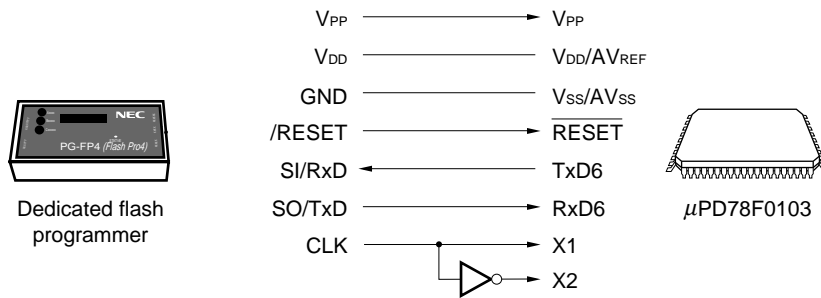 VPP VPP
VDD VDD/AVREF
GND VSS/AVSS
/RESET RESET
SI/RxD TxD6
SO/TxD RxD6
CLK X1
X2
NEC
PG-FP4 (Flash Pro4)
Dedicated flash
programmer
μPD78F0103